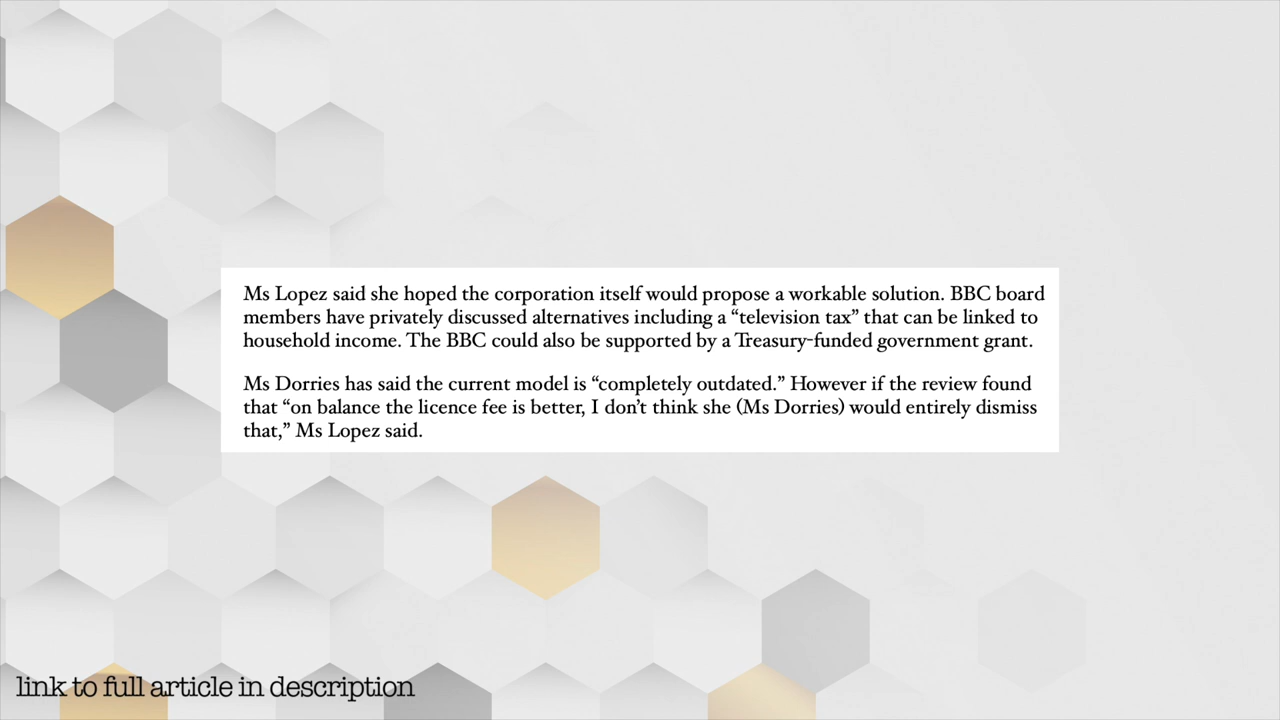 Ms Lopez said she hoped the corporation itself would propose a workable solution. BBC board
members have privately discussed alternatives including a “television tax” that can be linked to
household income. The BBC could also be supported by a Treasury-funded government grant.
Ms Dorries has said the current model is “completely outdated.” However if the review found
that “on balance the licence fee is better, I don’t think she (Ms Dorries) would entirely dismiss
that,” Ms Lopez said.
link to full article in description